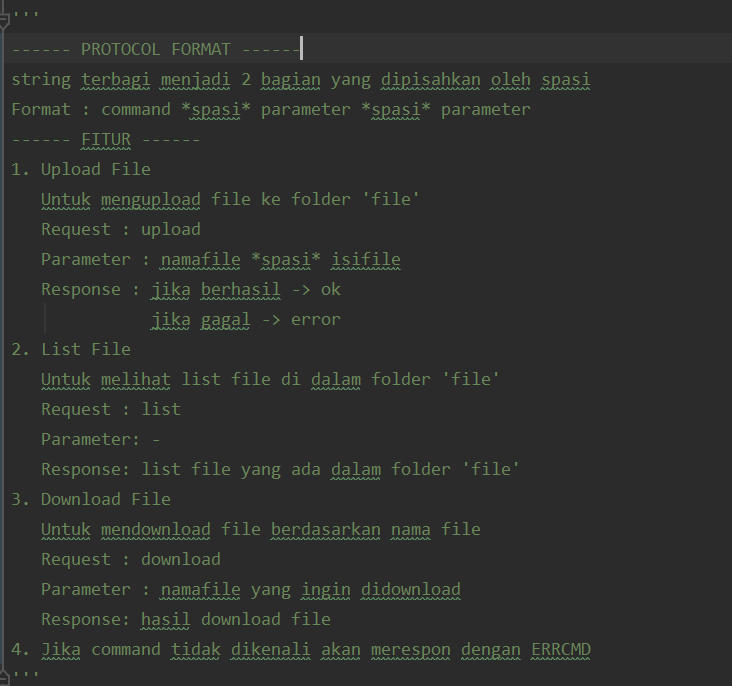 '''
------ PROTOCOL FORMAT ------
string terbagi menjadi 2 bagian yang dipisahkan oleh spasi
Format : command *spasi* parameter *spasi* parameter
------ FITUR ------
1. Upload File
Untuk mengupload file ke folder 'file'
Request : upload
Parameter : namafile *spasi* isifile
Response : jika berhasil -> ok
jika gagal -> error
2. List File
Untuk melihat list file di dalam folder 'file'
Request : list
Parameter: -
Response: list file yang ada dalam folder 'file'
3. Download File
Untuk mendownload file berdasarkan nama file
Request : download
Parameter : namafile yang ingin didownload
Response: hasil download file
4. Jika command tidak dikenali akan merespon dengan ERRCMD
'''